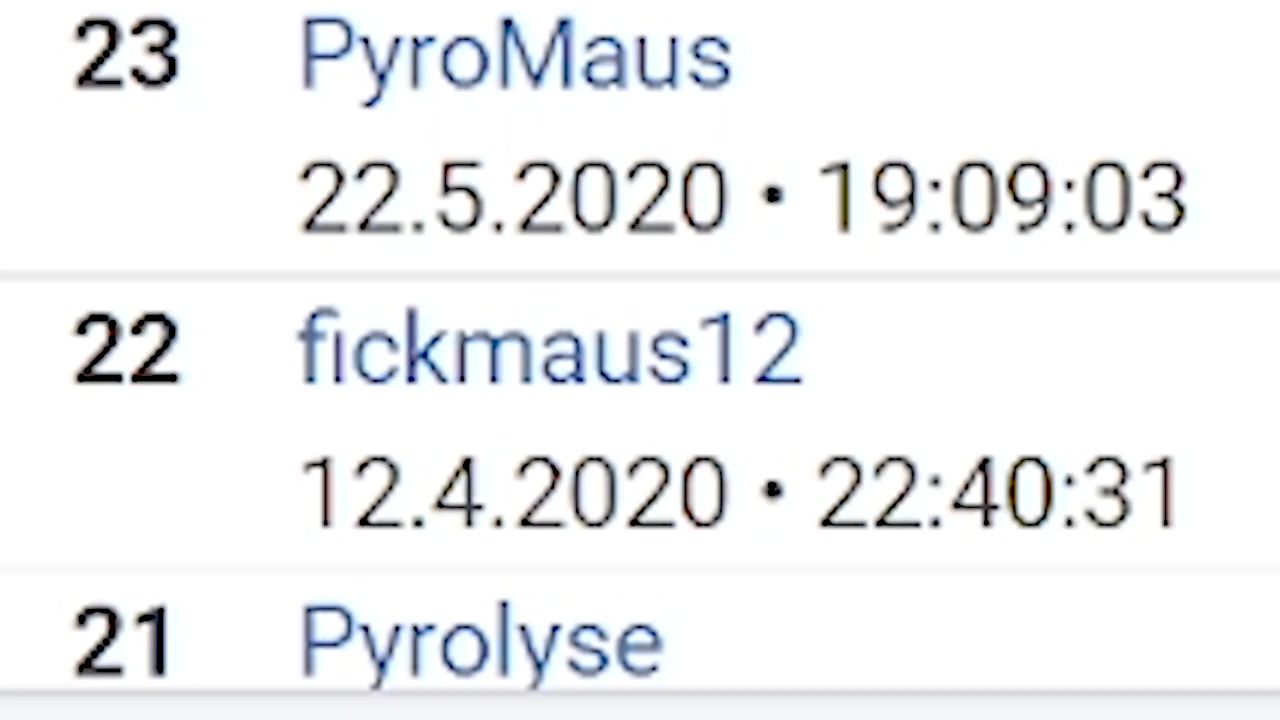 23 PyroMaus
22.5.2020 • 19:09:03
22 fickmaus12
12.4.2020 • 22:40:31
21 Pyrolyse